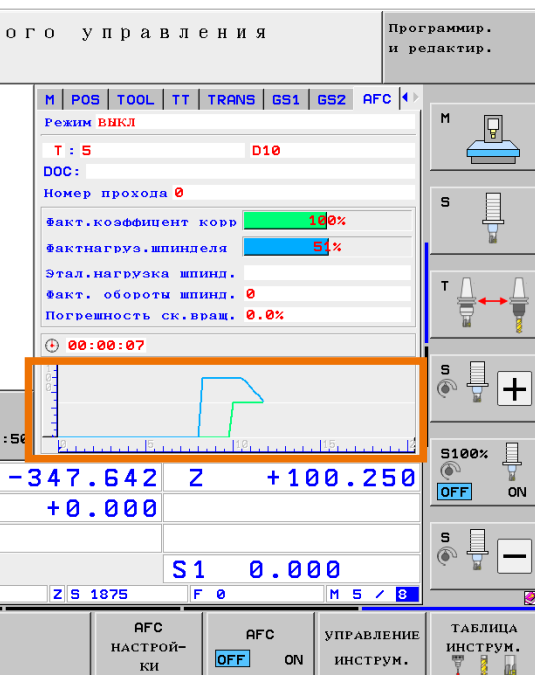 ого управления
Программир.
и редактир.
M POS TOOL TT TRANS GS1 GS2 AFC
Режим ВЫКЛ
T : 5 D10
DOC:
Номер прохода 0
Факт.коэффицент корр 100%
Фактнагруз.шпинделя 51%
Этал.нагрузка шпинд.
Факт. обороты шпинд. 0
Погрешность ск.вращ. 0.0%
00:00:07
0 5 10 15 2
:50
-347.642 Z +100.250
+0.000
S1 0.000
Z S 1875 F 0 M 5 / 8
M
S
T
S
+
S100%
OFF ON
S
-
AFC
НАСТРОЙ-
КИ
AFC
OFF ON
УПРАВЛЕНИЕ
ИНСТРУМ.
ТАБЛИЦА
ИНСТРУМ.